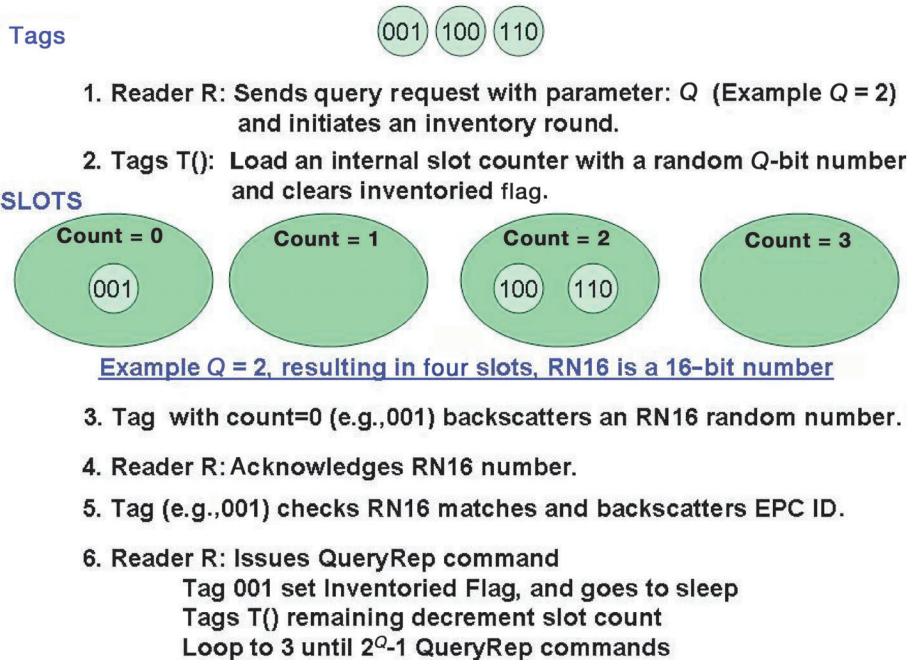 Tags
001 100 110
1. Reader R: Sends query request with parameter: Q (Example Q = 2)
and initiates an inventory round.
2. Tags T(): Load an internal slot counter with a random Q-bit number
and clears inventoried flag.
SLOTS
Count = 0 Count = 1 Count = 2 Count = 3
001 100 110
Example Q = 2, resulting in four slots, RN16 is a 16-bit number
3. Tag with count=0 (e.g.,001) backscatters an RN16 random number.
4. Reader R: Acknowledges RN16 number.
5. Tag (e.g.,001) checks RN16 matches and backscatters EPC ID.
6. Reader R: Issues QueryRep command
Tag 001 set Inventoried Flag, and goes to sleep
Tags T() remaining decrement slot count
Loop to 3 until 2^Q-1 QueryRep commands